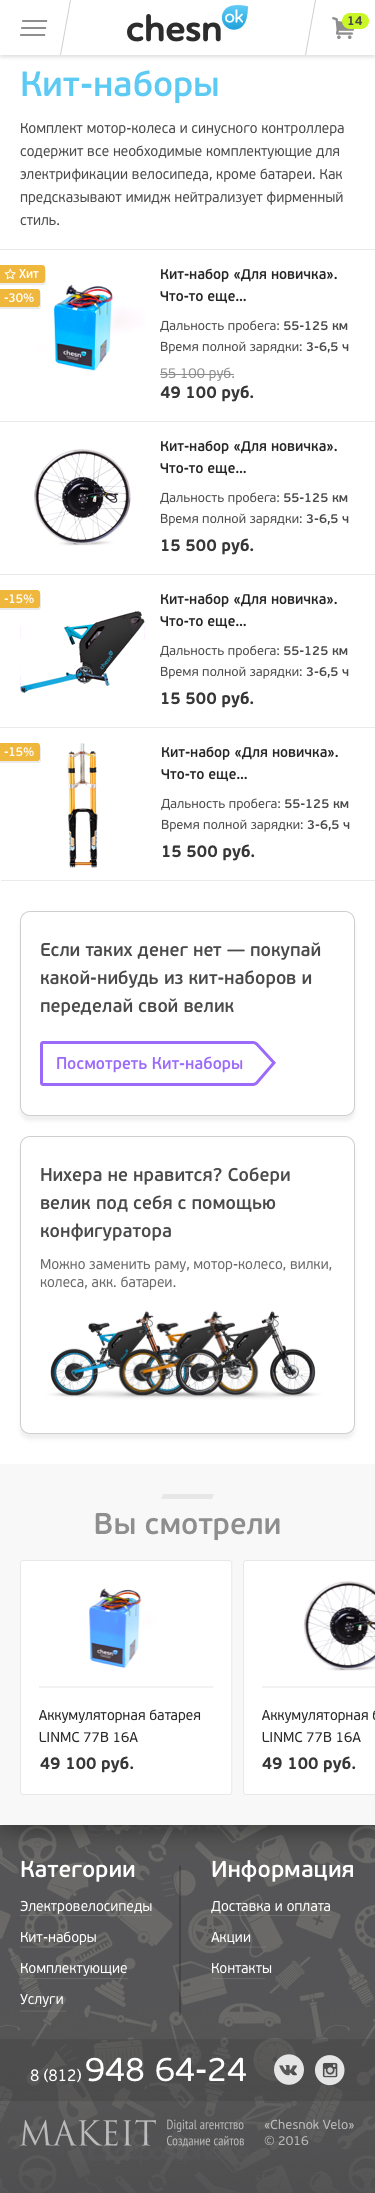 chesn ok
14
Кит-наборы
Комплект мотор-колеса и синусного контроллера
содержит все необходимые комплектующие для
электрификации велосипеда, кроме батареи. Как
предсказывают имидж нейтрализует фирменный
стиль.
Хит
-30%
chesn
Кит-набор «Для новичка».
Что-то еще...
Дальность пробега: 55-125 км
Время полной зарядки: 3-6,5 ч
55 100 руб.
49 100 руб.
Кит-набор «Для новичка».
Что-то еще...
Дальность пробега: 55-125 км
Время полной зарядки: 3-6,5 ч
15 500 руб.
-15%
chesn
Кит-набор «Для новичка».
Что-то еще...
Дальность пробега: 55-125 км
Время полной зарядки: 3-6,5 ч
15 500 руб.
-15%
Кит-набор «Для новичка».
Что-то еще...
Дальность пробега: 55-125 км
Время полной зарядки: 3-6,5 ч
15 500 руб.
Если таких денег нет — покупай
какой-нибудь из кит-наборов и
переделай свой велик
Посмотреть Кит-наборы
Нихера не нравится? Собери
велик под себя с помощью
конфигуратора
Можно заменить раму, мотор-колесо, вилки,
колеса, акк. батареи.
Вы смотрели
chesn
Аккумуляторная батарея
LINMC 77В 16А
49 100 руб.
Аккумуляторная б
LINMC 77В 16А
49 100 руб.
Категории
Электровелосипеды
Кит-наборы
Комплектующие
Услуги
Информация
Доставка и оплата
Акции
Контакты
8 (812) 948 64-24
MAKEIT
Digital агентство
Создание сайтов
«Chesnok Velo»
© 2016